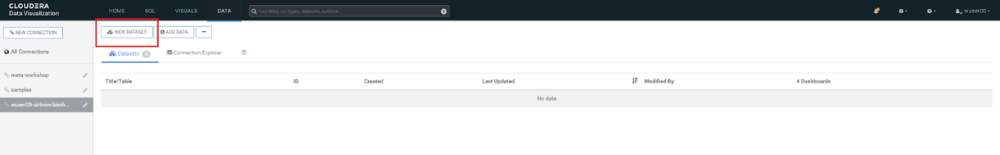 CLOUDERA
Data Visualization
HOME SQL VISUALS DATA
find titles, viz types, datasets, authors...
wuser00
NEW CONNECTION
NEW DATASET ADD DATA
All Connections
Datasets 0 Connection Explorer
meta-workshop
samples
wuser00-airlines-lakeh...
Title/Table ID Created Last Updated Modified By # Dashboards
No data